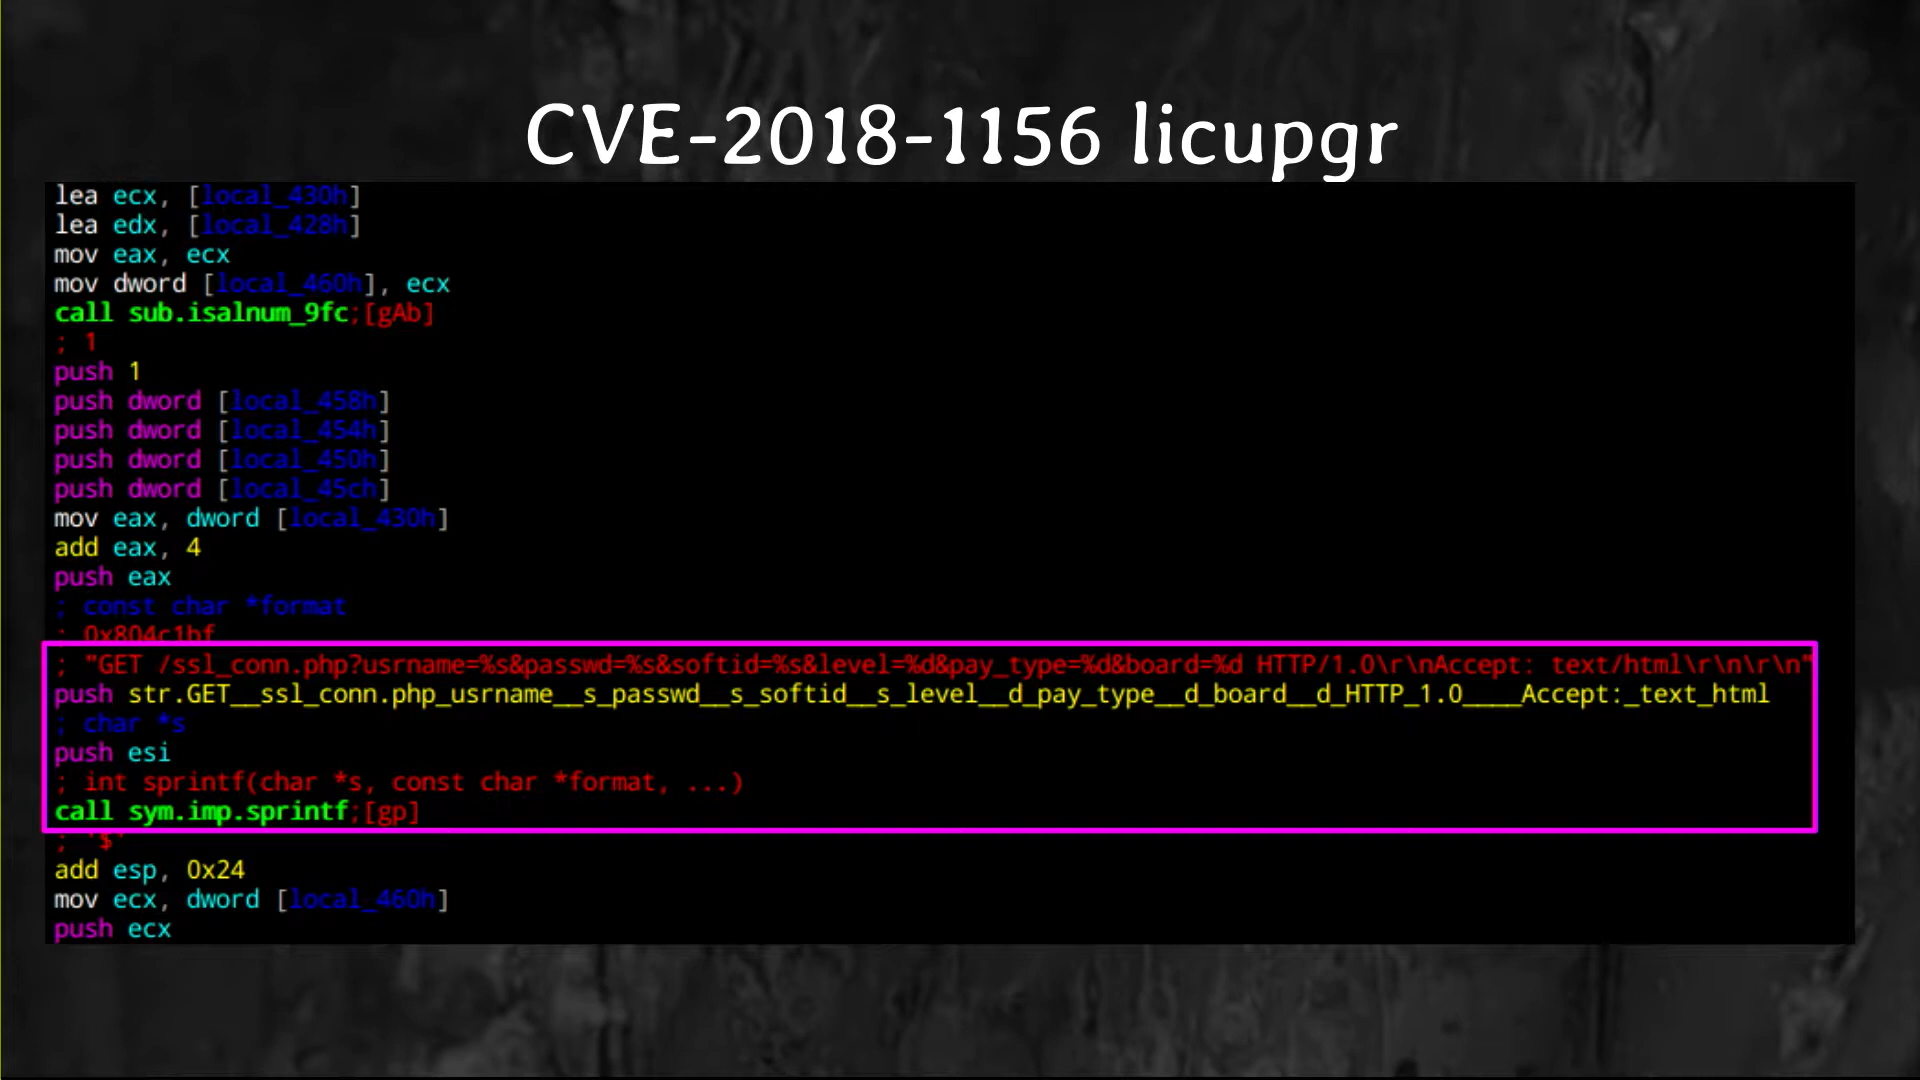 CVE-2018-1156 licupgr
lea ecx, [local_430h]
lea edx, [local_428h]
mov eax, ecx
mov dword [local_460h], ecx
call sub.isalnum_9fc;[gAb]
; 1
push 1
push dword [local_458h]
push dword [local_454h]
push dword [local_450h]
push dword [local_45ch]
mov eax, dword [local_430h]
add eax, 4
push eax
; const char *format
; 0x804c1bf
; "GET /ssl_conn.php?usrname=%s&passwd=%s&softid=%s&level=%d&pay_type=%d&board=%d HTTP/1.0\r\nAccept: text/html\r\n\r\n"
push str.GET__ssl_conn.php_usrname__s_passwd__s_softid__s_level__d_pay_type__d_board__d_HTTP_1.0____Accept:_text_html
; char *s
push esi
; int sprintf(char *s, const char *format, ...)
call sym.imp.sprintf;[gp]
; '$'
add esp, 0x24
mov ecx, dword [local_460h]
push ecx